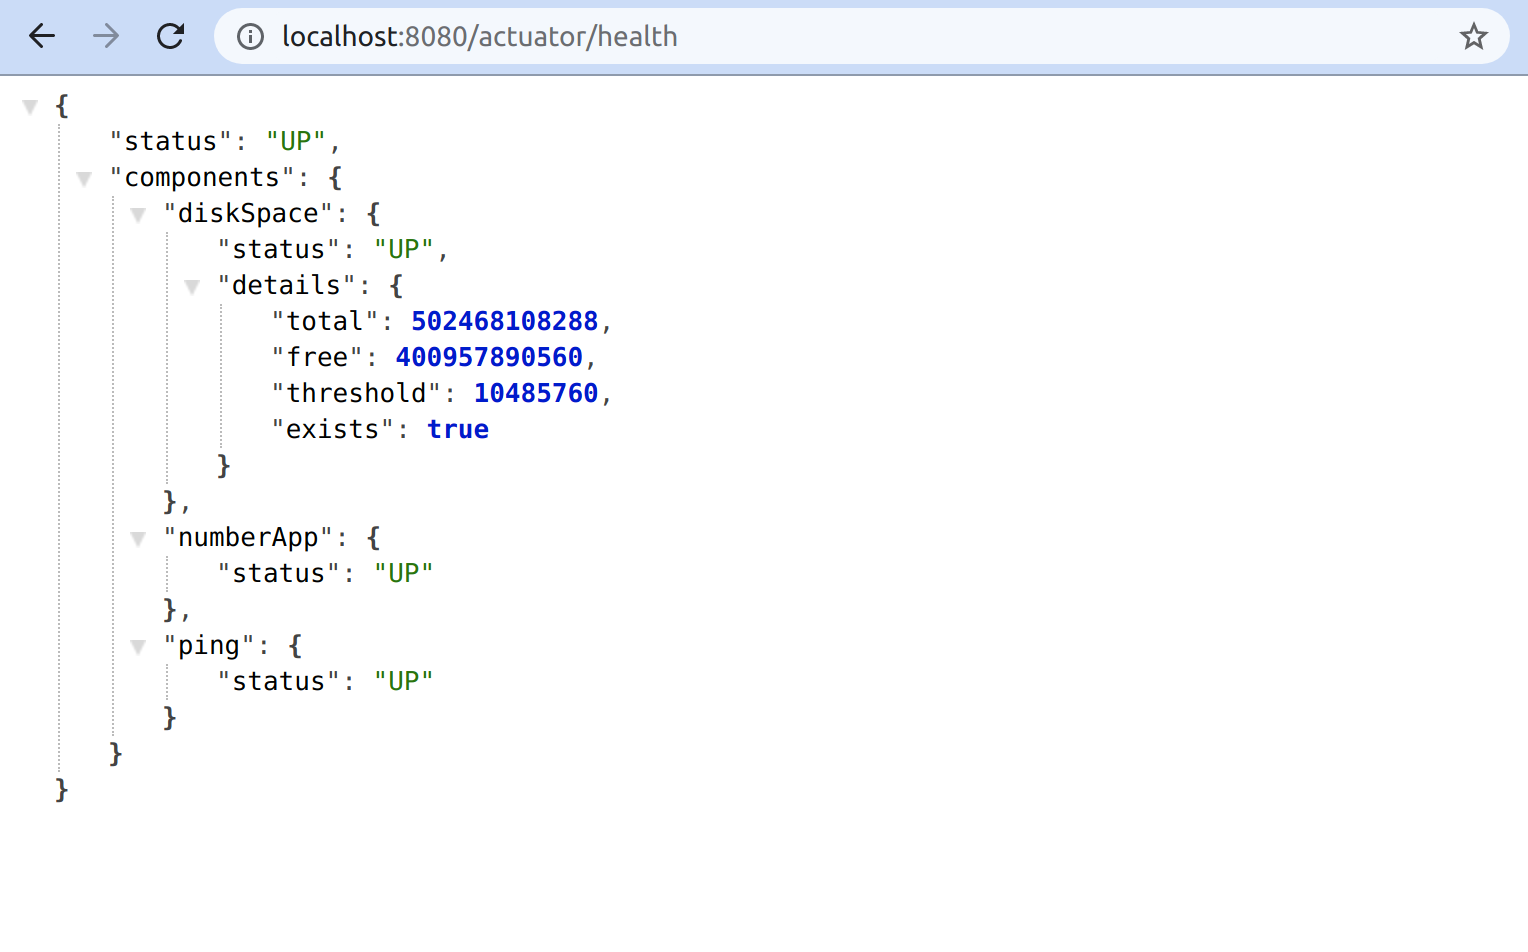 localhost:8080/actuator/health
{
"status": "UP",
"components": {
"diskSpace": {
"status": "UP",
"details": {
"total": 502468108288,
"free": 400957890560,
"threshold": 10485760,
"exists": true
}
},
"numberApp": {
"status": "UP"
},
"ping": {
"status": "UP"
}
}
}